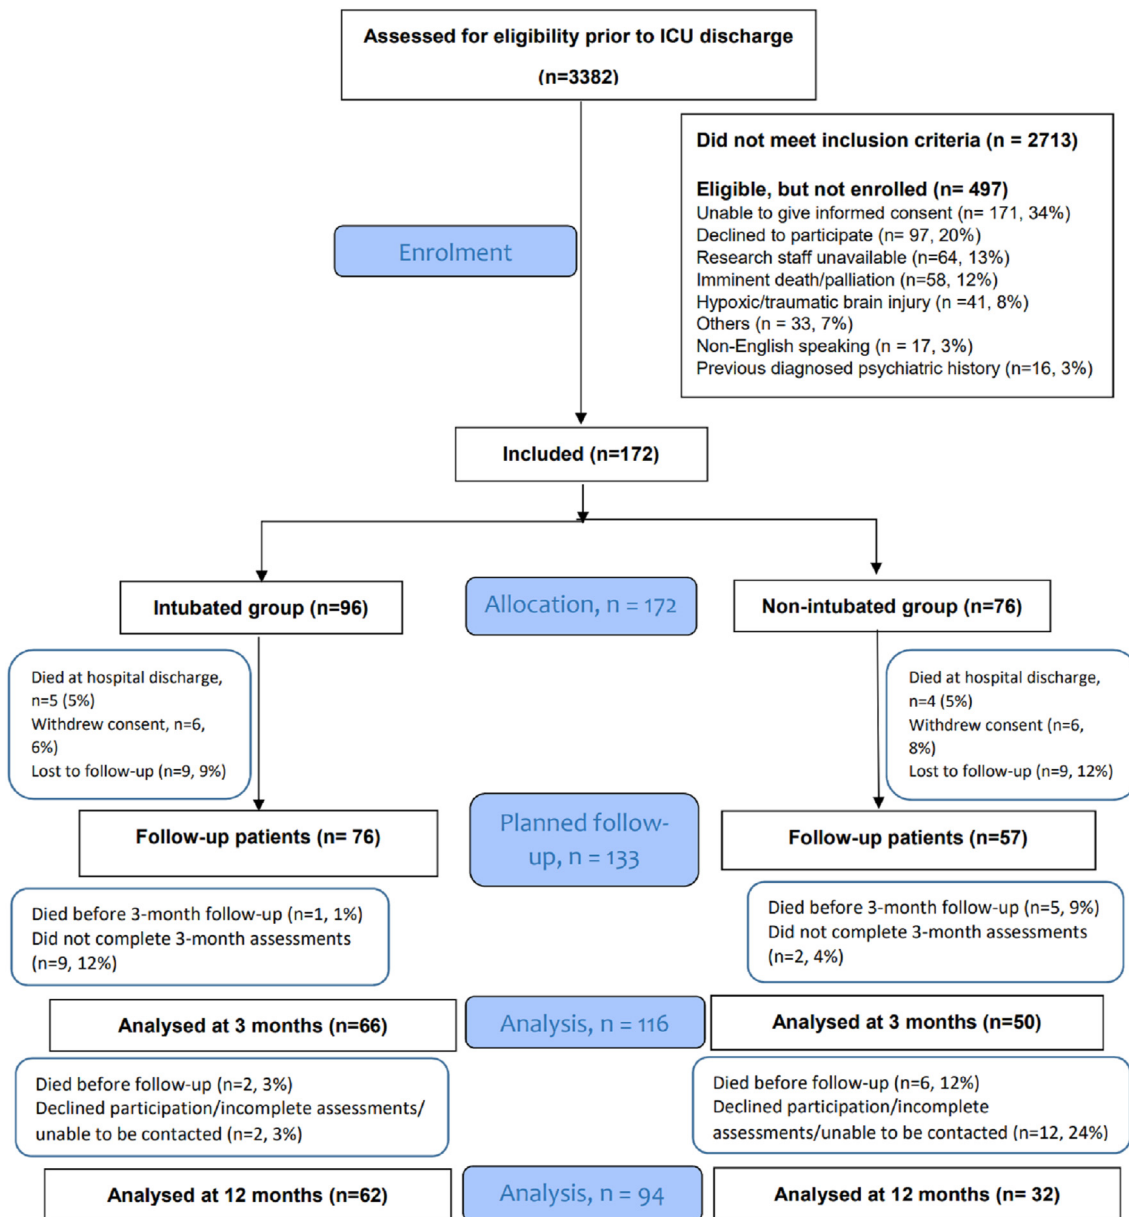 Assessed for eligibility prior to ICU discharge
(n=3382)
Did not meet inclusion criteria (n = 2713)
Eligible, but not enrolled (n= 497)
Unable to give informed consent (n= 171, 34%)
Declined to participate (n= 97, 20%)
Research staff unavailable (n=64, 13%)
Imminent death/palliation (n=58, 12%)
Hypoxic/traumatic brain injury (n =41, 8%)
Others (n = 33, 7%)
Non-English speaking (n = 17, 3%)
Previous diagnosed psychiatric history (n=16, 3%)
Enrolment
Included (n=172)
Intubated group (n=96)
Allocation, n = 172
Non-intubated group (n=76)
Died at hospital discharge,
n=5 (5%)
Withdrew consent, n=6,
6%)
Lost to follow-up (n=9, 9%)
Died at hospital discharge,
n=4 (5%)
Withdrew consent (n=6,
8%)
Lost to follow-up (n=9, 12%)
Follow-up patients (n= 76)
Planned follow-
up, n = 133
Follow-up patients (n=57)
Died before 3-month follow-up (n=1, 1%)
Did not complete 3-month assessments
(n=9, 12%)
Died before 3-month follow-up (n=5, 9%)
Did not complete 3-month assessments
(n=2, 4%)
Analysed at 3 months (n=66)
Analysis, n = 116
Analysed at 3 months (n=50)
Died before follow-up (n=2, 3%)
Declined participation/incomplete assessments/
unable to be contacted (n=2, 3%)
Died before follow-up (n=6, 12%)
Declined participation/incomplete
assessments/unable to be contacted (n=12, 24%)
Analysed at 12 months (n=62)
Analysis, n = 94
Analysed at 12 months (n= 32)